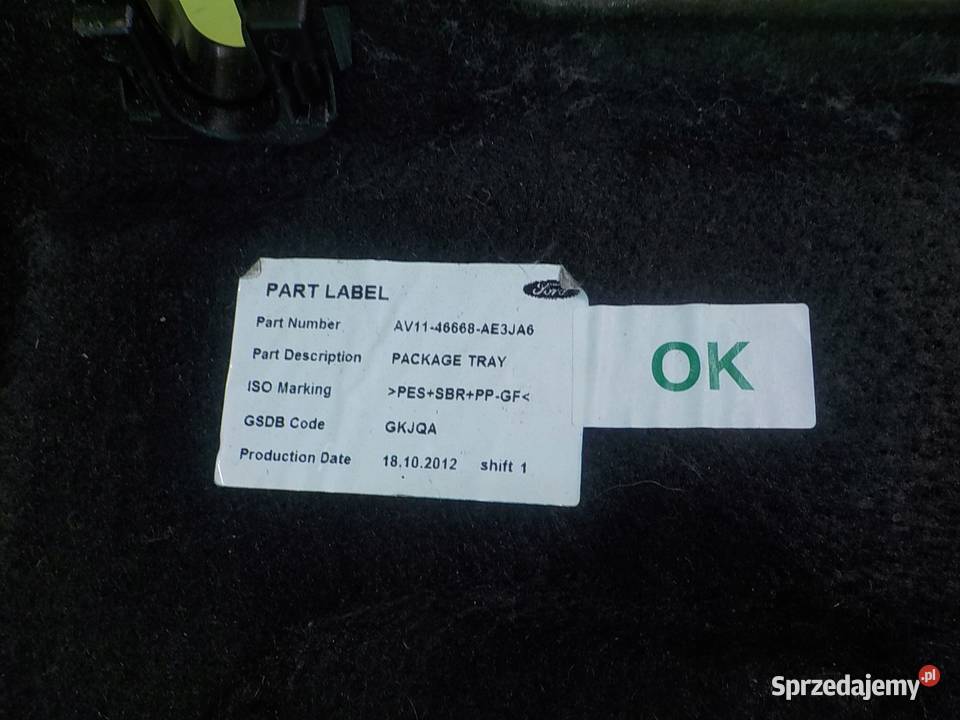 PART LABEL
Ford
Part Number AV11-46668-AE3JA6
Part Description PACKAGE TRAY
ISO Marking >PES+SBR+PP-GF<
GSDB Code GKJQA
Production Date 18.10.2012 shift 1
OK
Sprzedajemy.pl